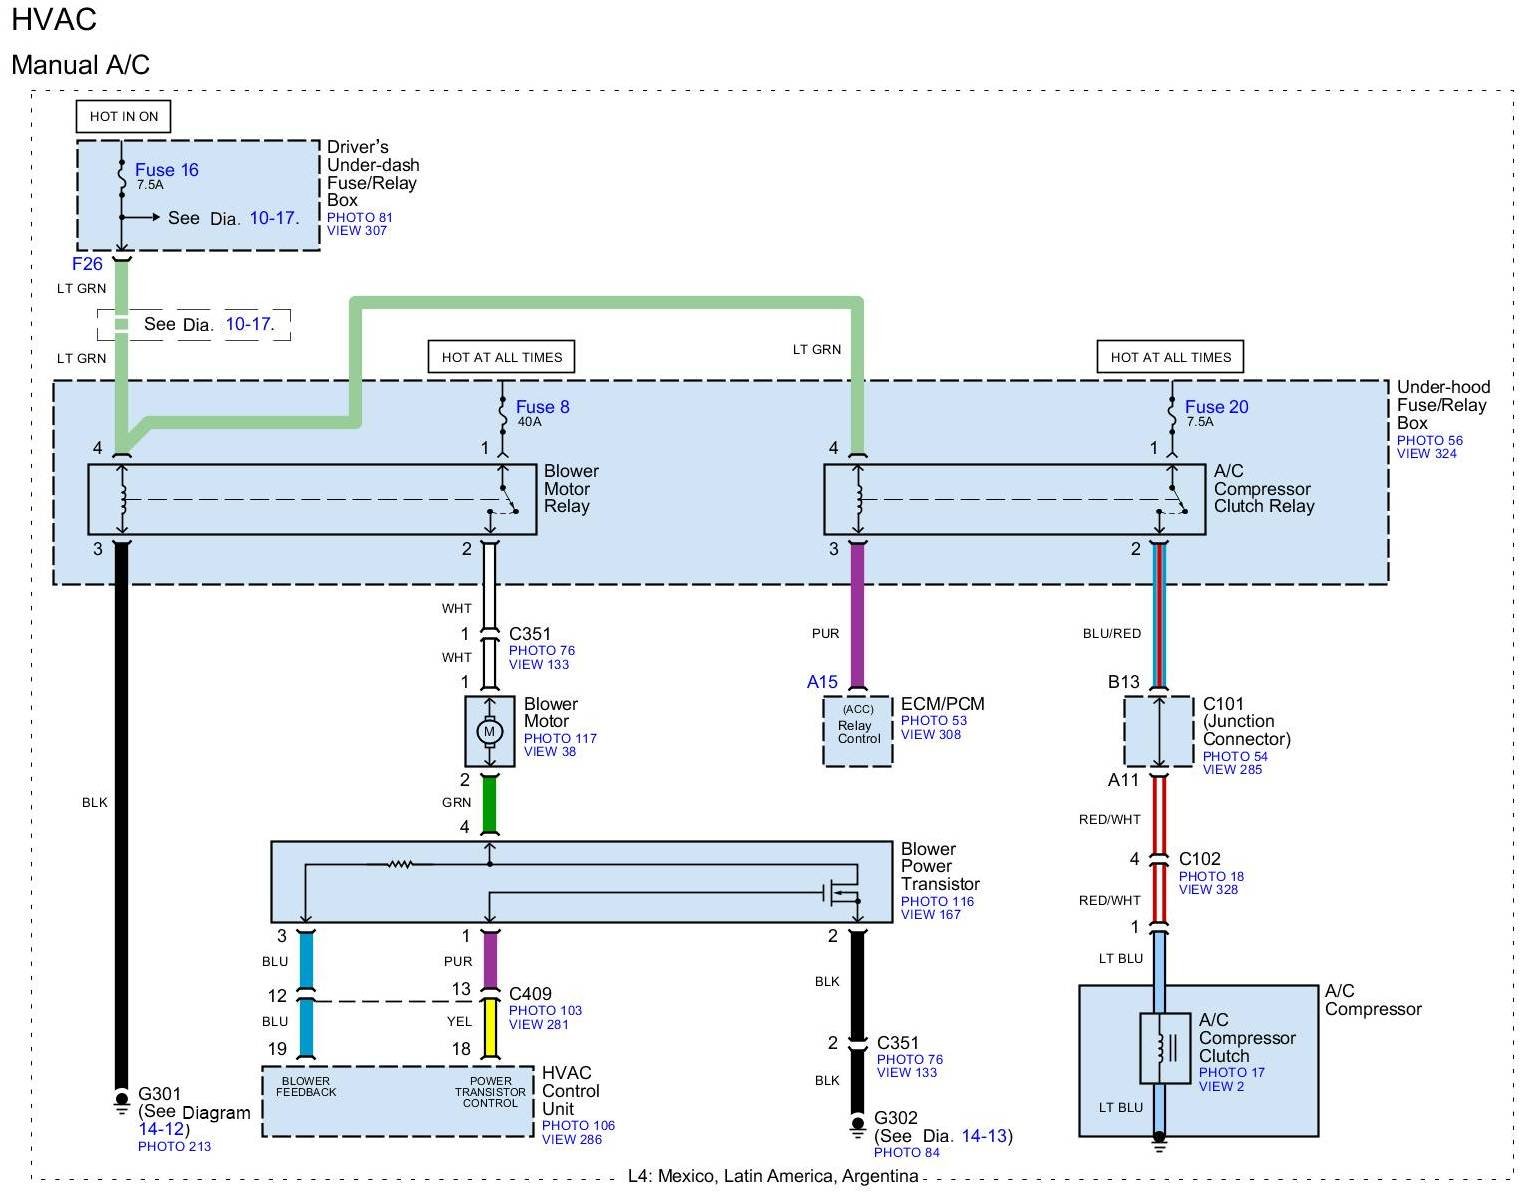 HVAC
Manual A/C
HOT IN ON
Fuse 16
7.5A
See Dia. 10-17.
Driver's
Under-dash
Fuse/Relay
Box
PHOTO 81
VIEW 307
F26
LT GRN
See Dia. 10-17.
LT GRN
HOT AT ALL TIMES
LT GRN
HOT AT ALL TIMES
Fuse 8
40A
Fuse 20
7.5A
Under-hood
Fuse/Relay
Box
PHOTO 56
VIEW 324
4
1
4
1
Blower
Motor
Relay
A/C
Compressor
Clutch Relay
3
2
3
2
WHT
1
C351
PHOTO 76
VIEW 133
WHT
1
PUR
A15
BLU/RED
B13
Blower
Motor
PHOTO 117
VIEW 38
M
(ACC)
Relay
Control
ECM/PCM
PHOTO 53
VIEW 308
C101
(Junction
Connector)
PHOTO 54
VIEW 285
2
GRN
4
BLK
A11
RED/WHT
4
C102
PHOTO 18
VIEW 328
RED/WHT
1
LT BLU
Blower
Power
Transistor
PHOTO 116
VIEW 167
3
BLU
12
BLU
19
1
PUR
13
C409
PHOTO 103
VIEW 281
YEL
18
2
BLK
2
C351
PHOTO 76
VIEW 133
BLK
A/C
Compressor
A/C
Compressor
Clutch
PHOTO 17
VIEW 2
LT BLU
BLOWER
FEEDBACK
POWER
TRANSISTOR
CONTROL
HVAC
Control
Unit
PHOTO 106
VIEW 286
G301
(See Diagram
14-12)
PHOTO 213
G302
(See Dia. 14-13)
PHOTO 84
L4: Mexico, Latin America, Argentina